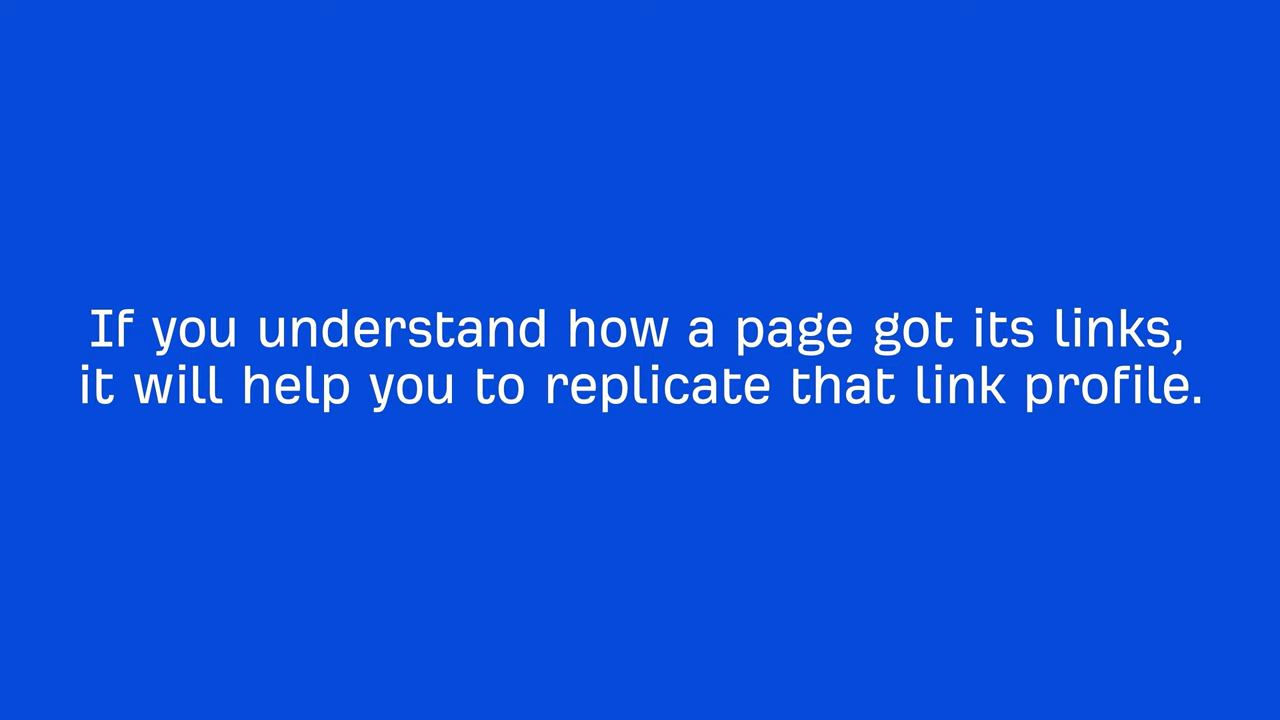 If you understand how a page got its links,
it will help you to replicate that link profile.